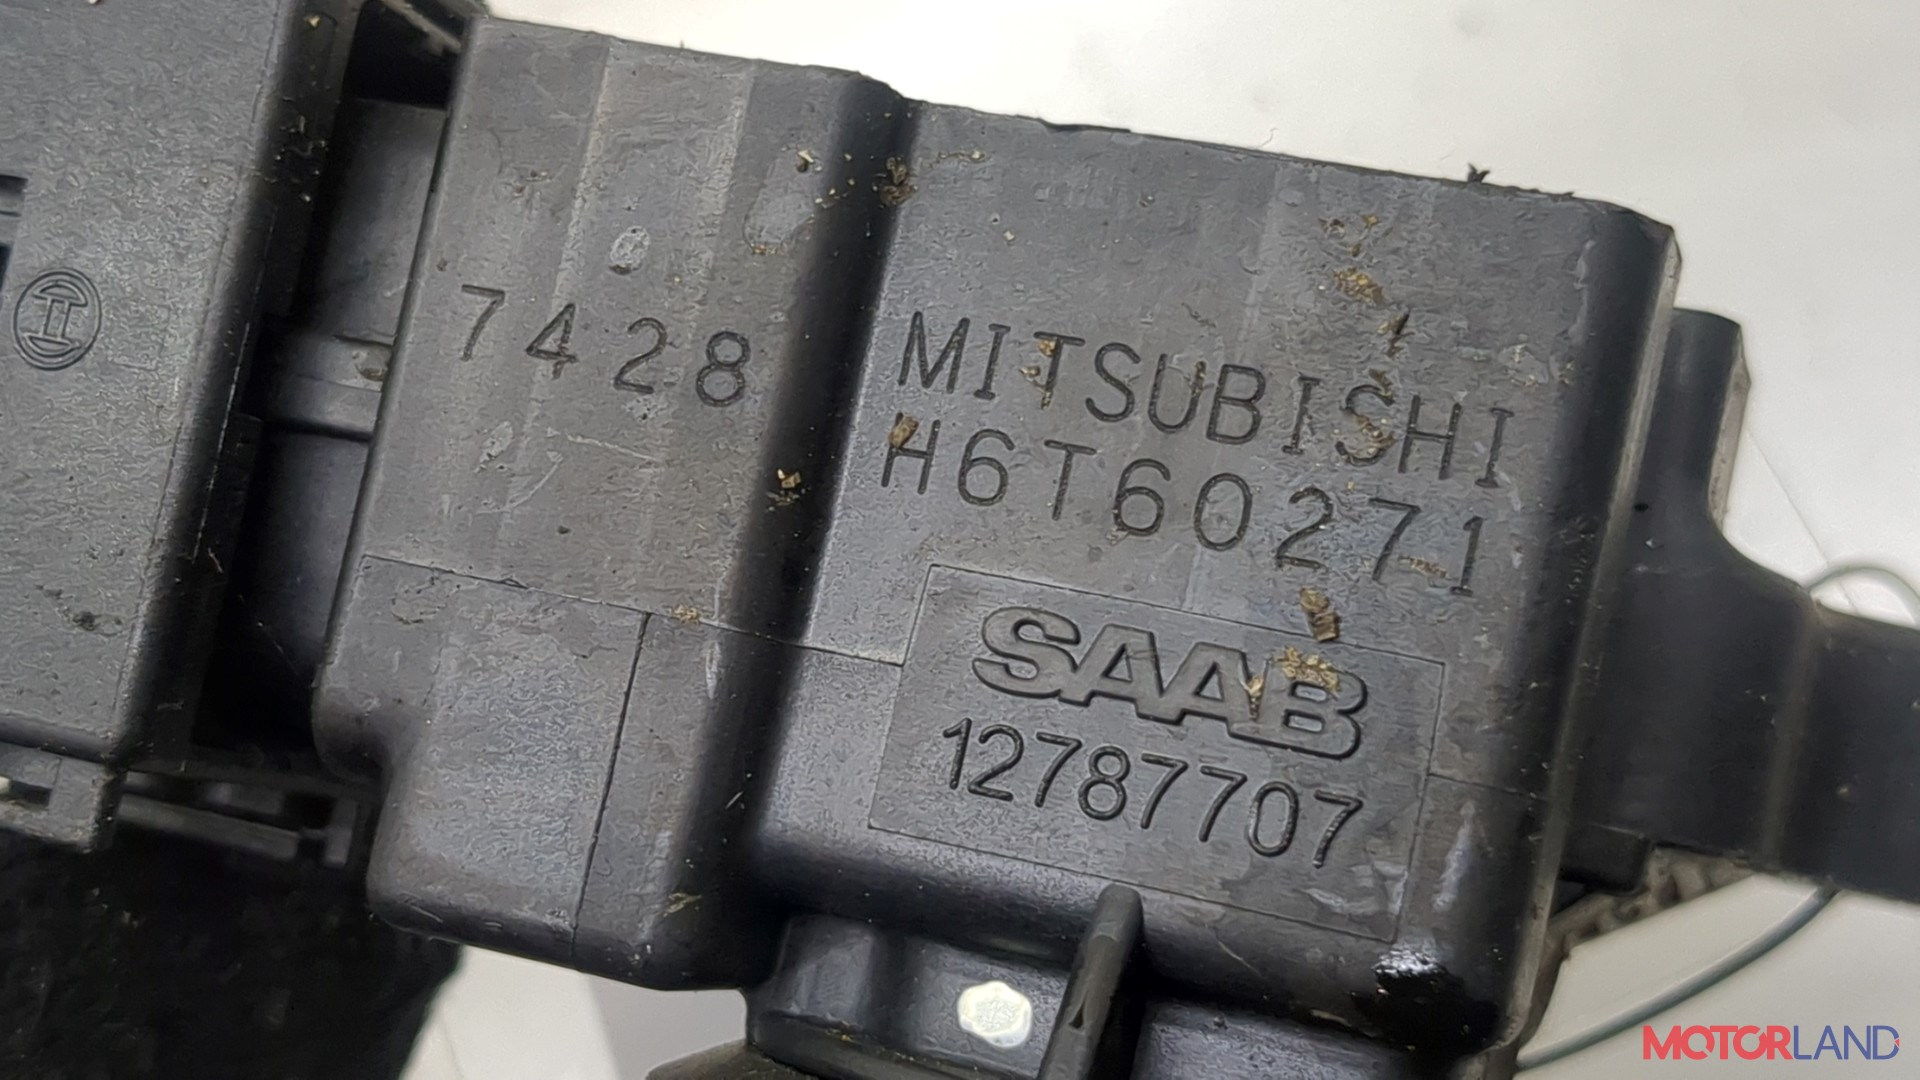 7428
MITSUBISHI
H6T60271
SAAB
12787707
MOTORLAND